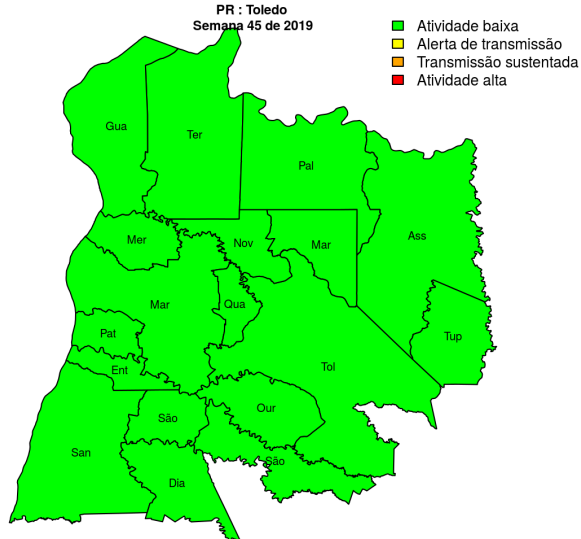 PR : Toledo
Semana 45 de 2019
Atividade baixa
Alerta de transmissão
Transmissão sustentada
Atividade alta
Gua
Ter
Pal
Mer
Nov
Mar
Ass
Mar
Qua
Pat
Tup
Ent
Tol
São
Our
San
São
Dia